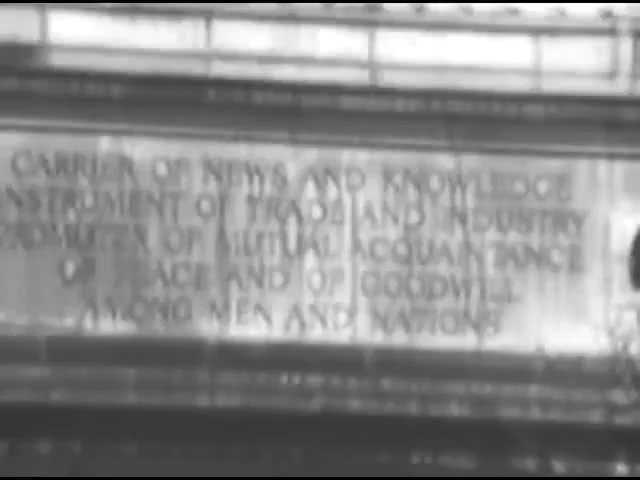 CARRIER OF NEWS AND KNOWLEDGE
INSTRUMENT OF TRADE AND INDUSTRY
PROMOTER OF MUTUAL ACQUAINTANCE
OF PEACE AND OF GOODWILL
AMONG MEN AND NATIONS